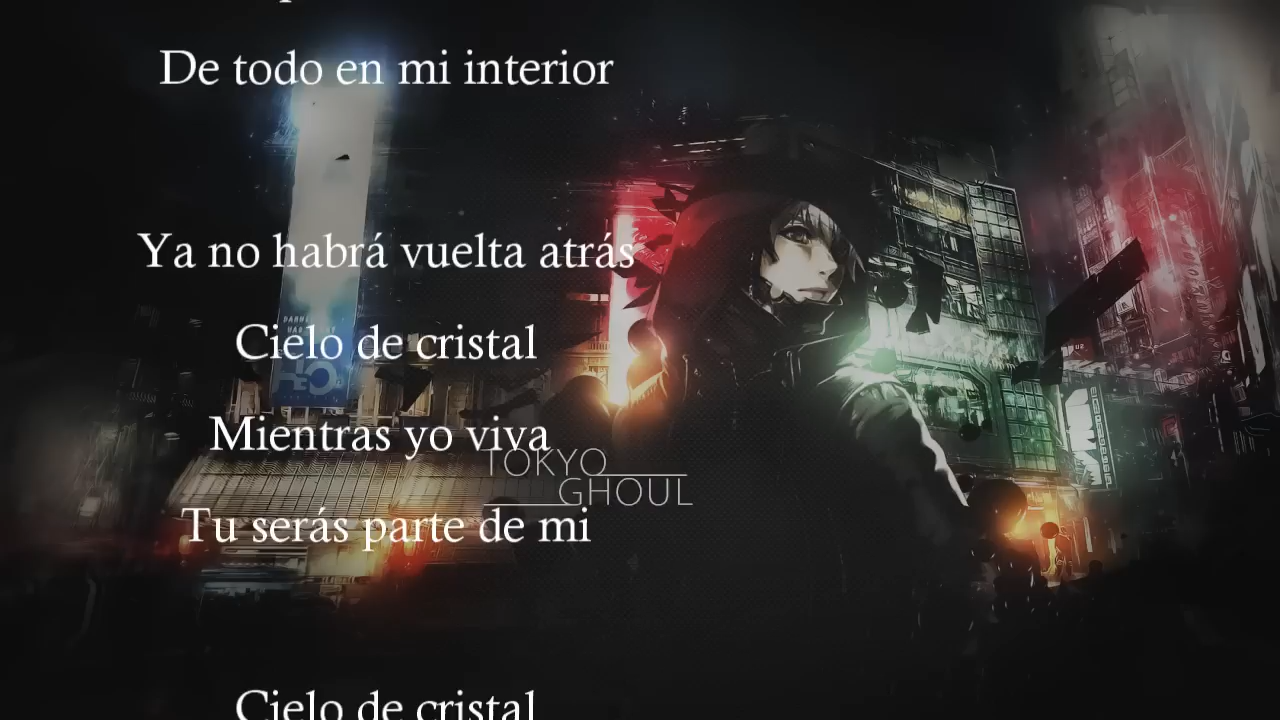 De todo en mi interior
Ya no habrá vuelta atrás
Cielo de cristal
Mientras yo viva
TOKYO
GHOUL
Tu serás parte de mi
Cielo de cristal